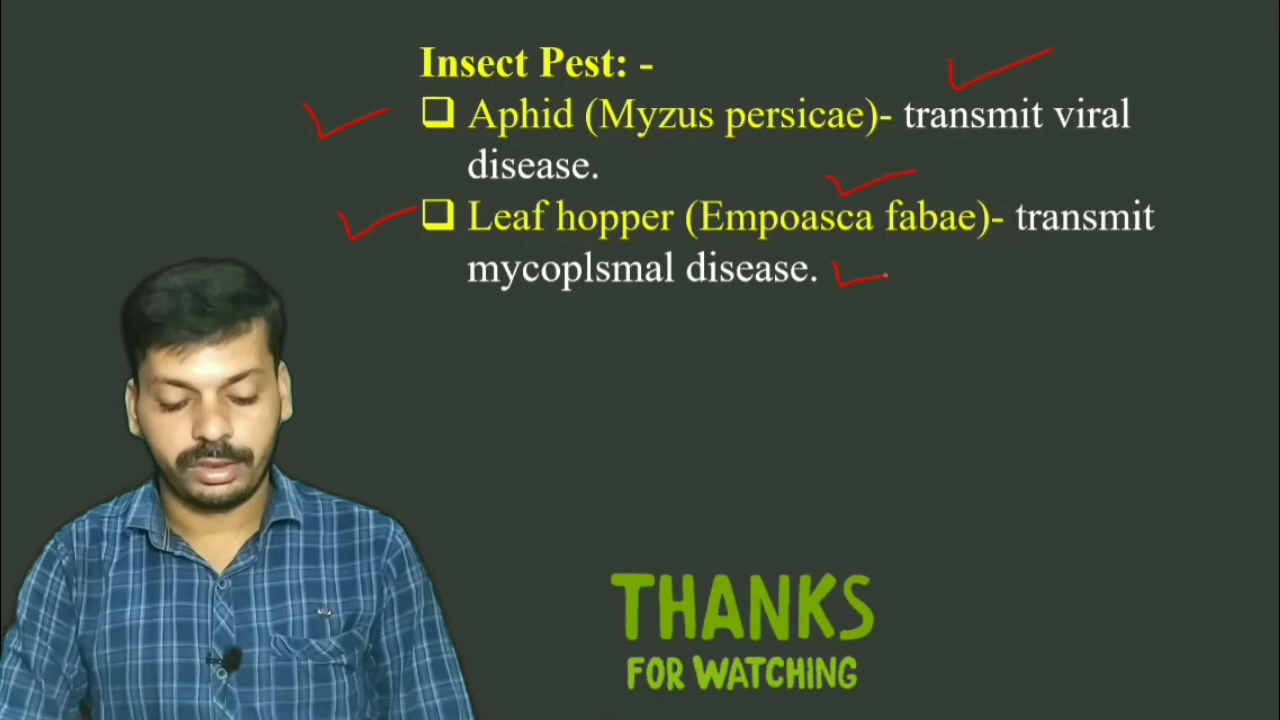 Insect Pest: -
❑ Aphid (Myzus persicae)- transmit viral
disease.
❑ Leaf hopper (Empoasca fabae)- transmit
mycoplsmal disease.
THANKS
FOR WATCHING